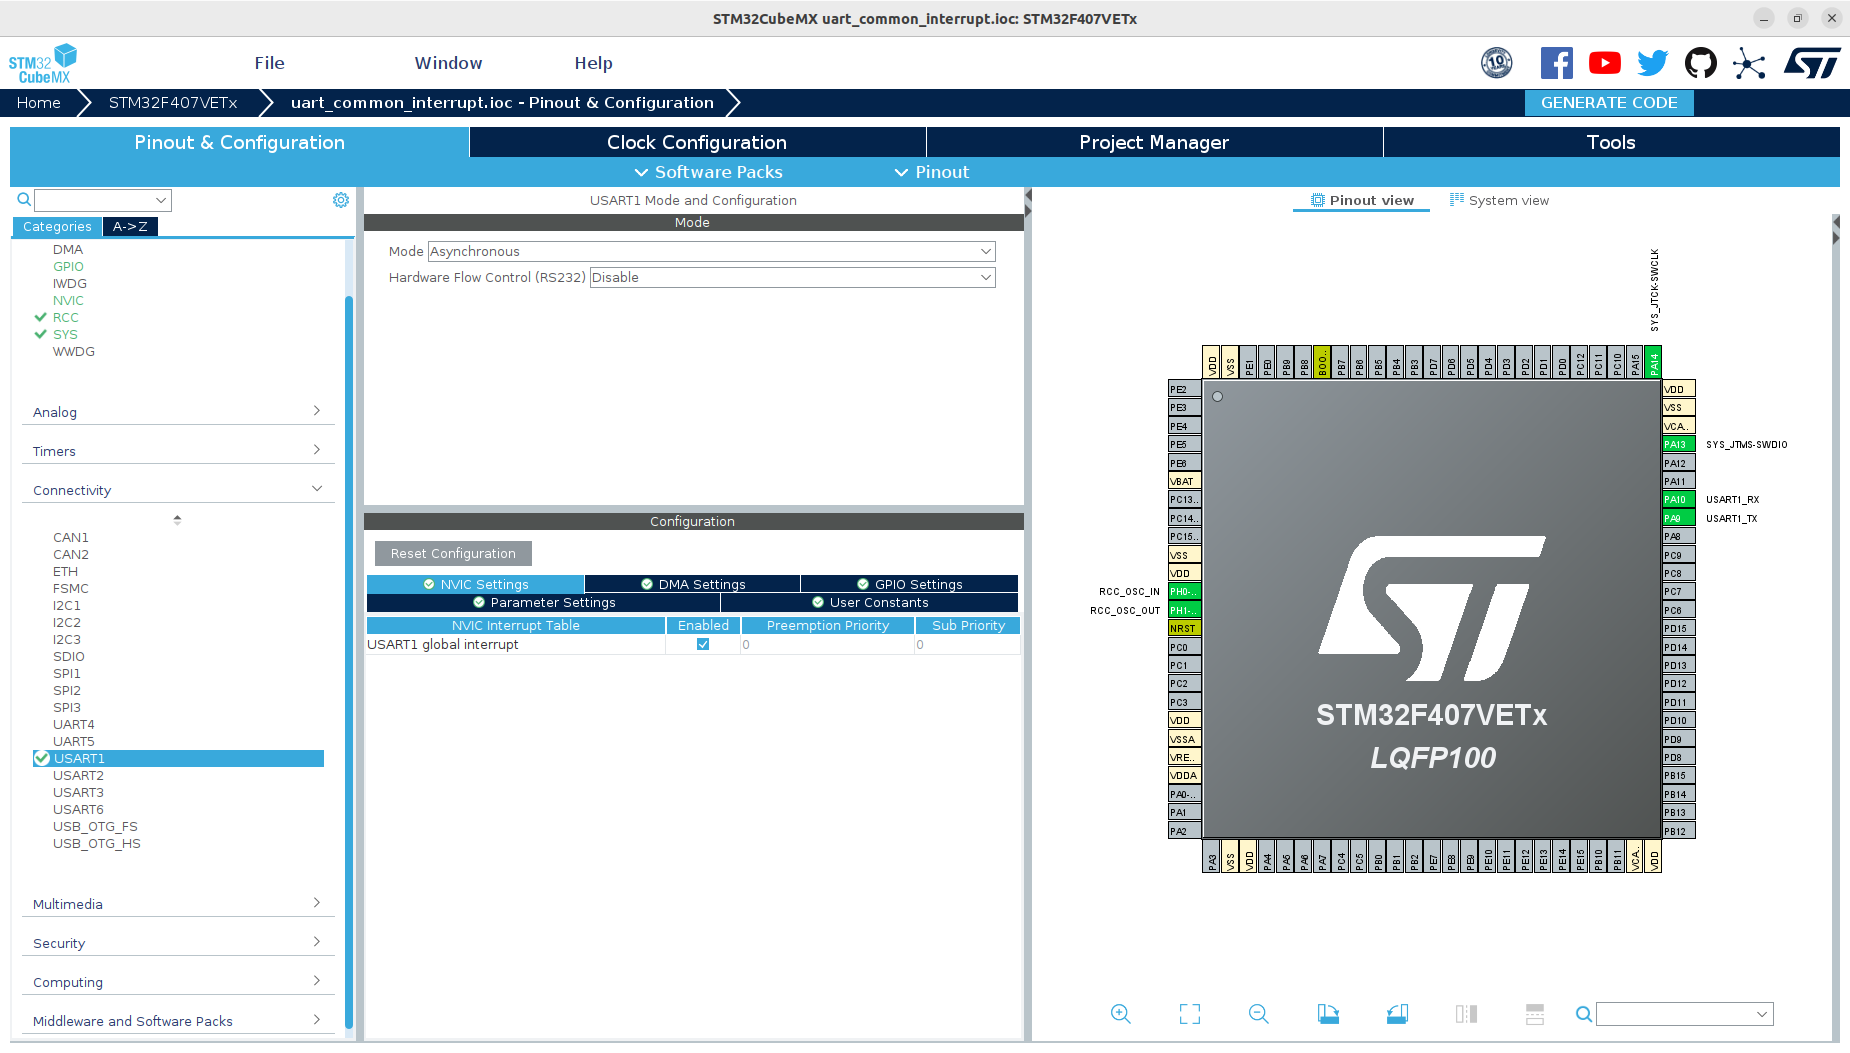 STM32CubeMX uart_common_interrupt.ioc: STM32F407VETx
STM32
CubeMX
File
Window
Help
10
Home
STM32F407VETx
uart_common_interrupt.ioc - Pinout & Configuration
GENERATE CODE
Pinout & Configuration
Clock Configuration
Project Manager
Tools
Software Packs
Pinout
Categories
A->Z
DMA
GPIO
IWDG
NVIC
RCC
SYS
WWDG
Analog
Timers
Connectivity
CAN1
CAN2
ETH
FSMC
I2C1
I2C2
I2C3
SDIO
SPI1
SPI2
SPI3
UART4
UART5
USART1
USART2
USART3
USART6
USB_OTG_FS
USB_OTG_HS
Multimedia
Security
Computing
Middleware and Software Packs
USART1 Mode and Configuration
Mode
Mode Asynchronous
Hardware Flow Control (RS232) Disable
Configuration
Reset Configuration
NVIC Settings
DMA Settings
GPIO Settings
Parameter Settings
User Constants
NVIC Interrupt Table Enabled Preemption Priority Sub Priority
USART1 global interrupt 0 0
Pinout view
System view
SYS_JTCK-SWCLK
VDD
VSS
PE1
PE0
PB9
PB8
BOO..
PB7
PB6
PB5
PB4
PB3
PD7
PD6
PD5
PD4
PD3
PD2
PD1
PD0
PC12
PC11
PC10
PA15
PA14
PE2
PE3
PE4
PE5
PE6
VBAT
PC13..
PC14..
PC15..
VSS
VDD
RCC_OSC_IN PH0-..
RCC_OSC_OUT PH1-..
NRST
PC0
PC1
PC2
PC3
VDD
VSSA
VRE..
VDDA
PA0-..
PA1
PA2
STM32F407VETx
LQFP100
VDD
VSS
VCA..
PA13 SYS_JTMS-SWDIO
PA12
PA11
PA10 USART1_RX
PA9 USART1_TX
PA8
PC9
PC8
PC7
PC6
PD15
PD14
PD13
PD12
PD11
PD10
PD9
PD8
PB15
PB14
PB13
PB12
PA3
VSS
VDD
PA4
PA5
PA6
PA7
PC4
PC5
PB0
PB1
PB2
PE7
PE8
PE9
PE10
PE11
PE12
PE13
PE14
PE15
PB10
PB11
VCA..
VDD